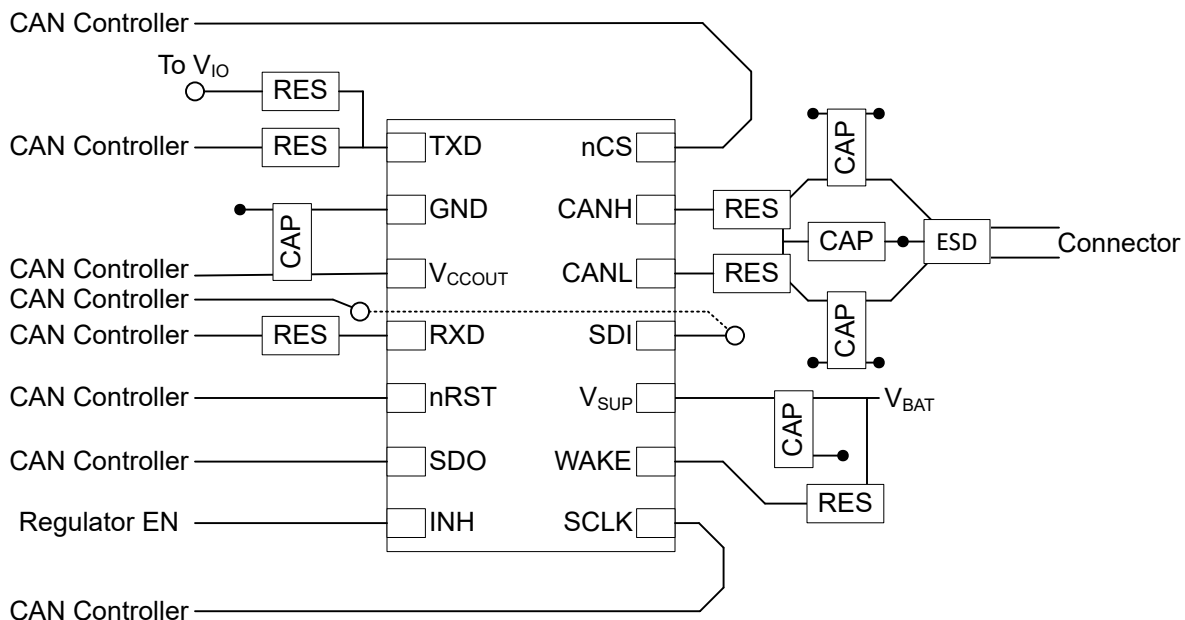 CAN Controller
To VIO
RES
CAN Controller
RES
TXD
nCS
CAP
GND
CANH
RES
CAP
CAP
ESD
Connector
CAN Controller
VCCOUT
CANL
RES
CAN Controller
CAN Controller
RES
RXD
SDI
CAP
CAN Controller
nRST
VSUP
CAP
VBAT
CAN Controller
SDO
WAKE
RES
Regulator EN
INH
SCLK
CAN Controller